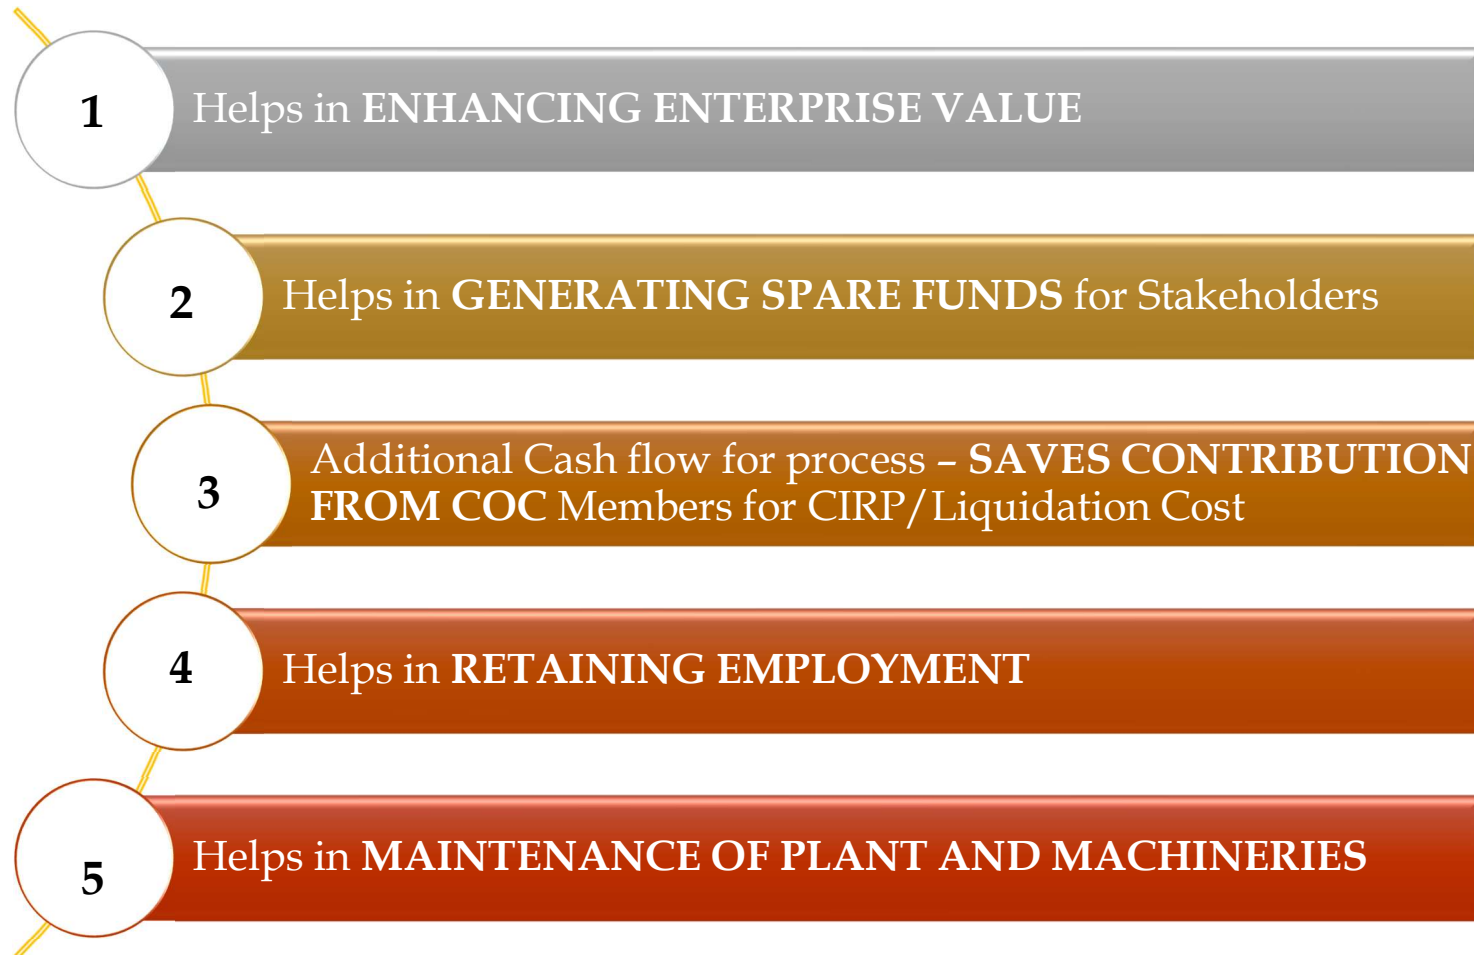 1
Helps in ENHANCING ENTERPRISE VALUE
2
Helps in GENERATING SPARE FUNDS for Stakeholders
3
Additional Cash flow for process – SAVES CONTRIBUTION
FROM COC Members for CIRP/Liquidation Cost
4
Helps in RETAINING EMPLOYMENT
5
Helps in MAINTENANCE OF PLANT AND MACHINERIES